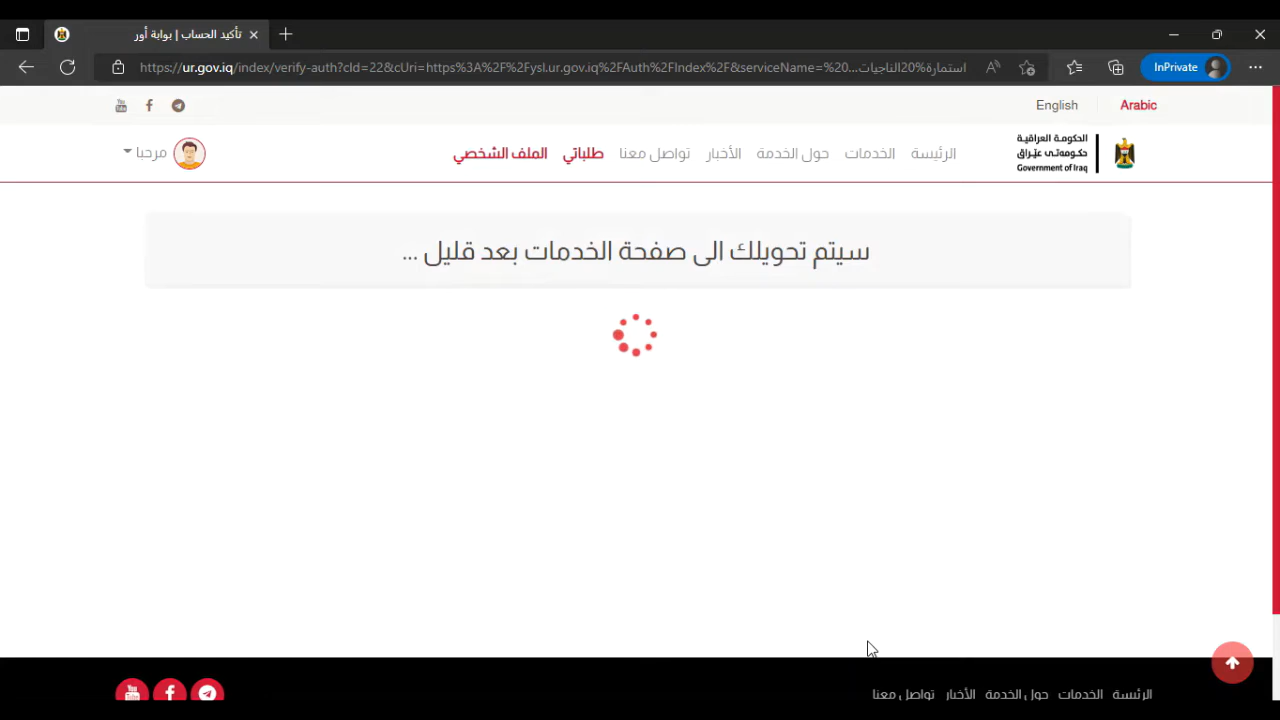 تأكيد الحساب | بوابة أور
https://ur.gov.iq/index/verify-auth?cId=22&cUri=https%3A%2F%2Fysl.ur.gov.iq%2FAuth%2FIndex%2F&serviceName=%20...استمارة%20الناجيات
InPrivate
English
Arabic
الحكومة العراقية
حكومەتی عێراق
Government of Iraq
الرئيسة الخدمات حول الخدمة الأخبار تواصل معنا طلباتي الملف الشخصي
مرحبا
سيتم تحويلك الى صفحة الخدمات بعد قليل ...
الرئيسة الخدمات حول الخدمة الأخبار تواصل معنا